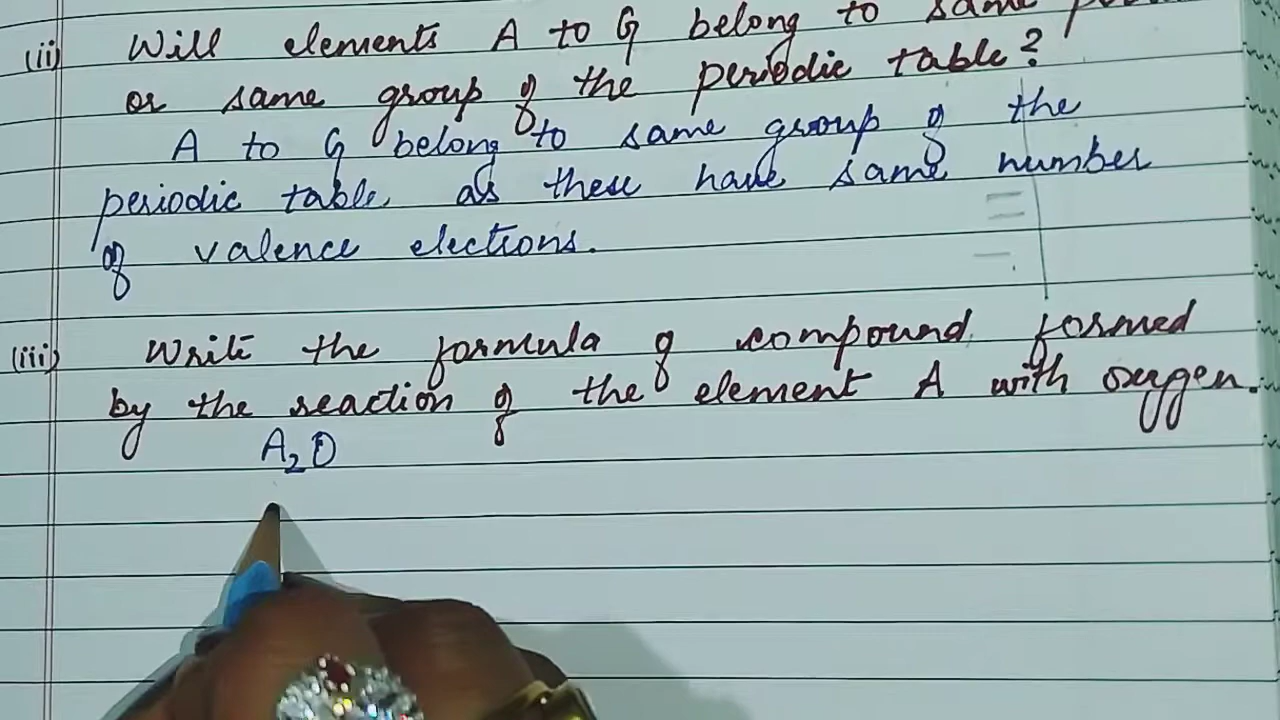 (ii) Will elements A to G belong to same
or same group of the periodic table?
A to G belong to same group of the
periodic table as these have same number
of valence elections.
(iii) Write the formula of compound formed
by the reaction of the element A with oxygen.
A₂O